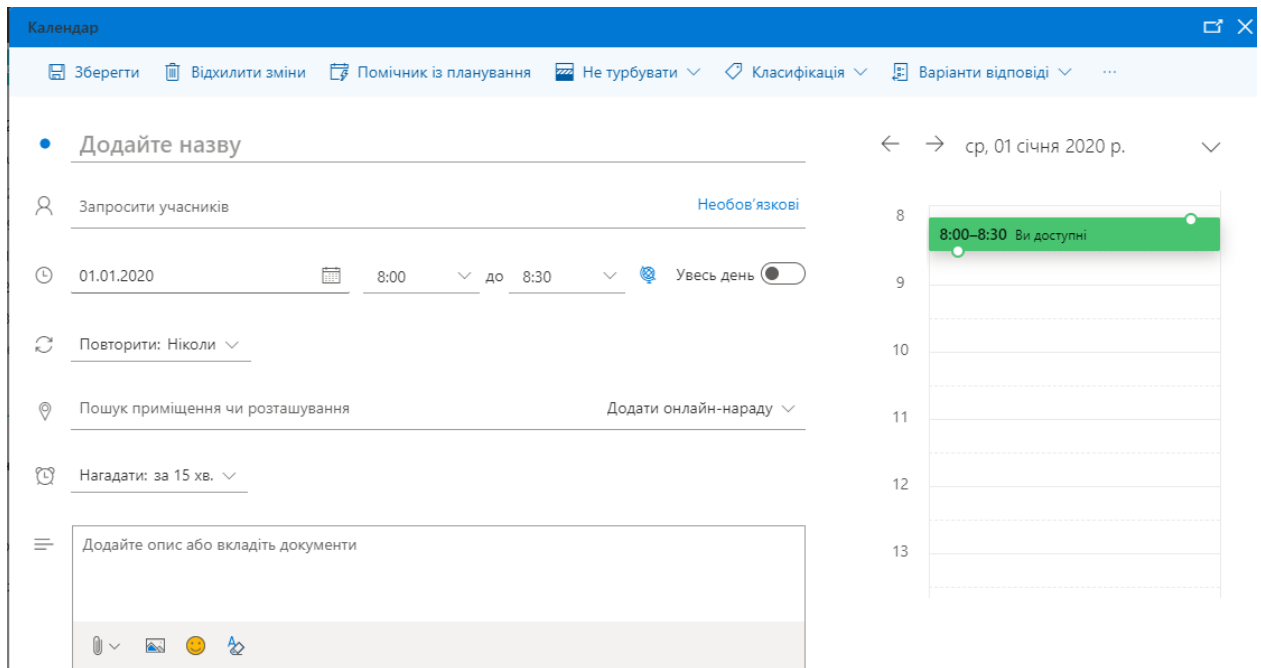 Календар
Зберегти Відхилити зміни Помічник із планування Не турбувати Класифікація Варіанти відповіді ...
Додайте назву
ср, 01 січня 2020 р.
Запросити учасників Необов’язкові
8
8:00–8:30 Ви доступні
01.01.2020 8:00 до 8:30 Увесь день
9
Повторити: Ніколи
10
Пошук приміщення чи розташування Додати онлайн-нараду
11
Нагадати: за 15 хв.
12
Додайте опис або вкладіть документи
13